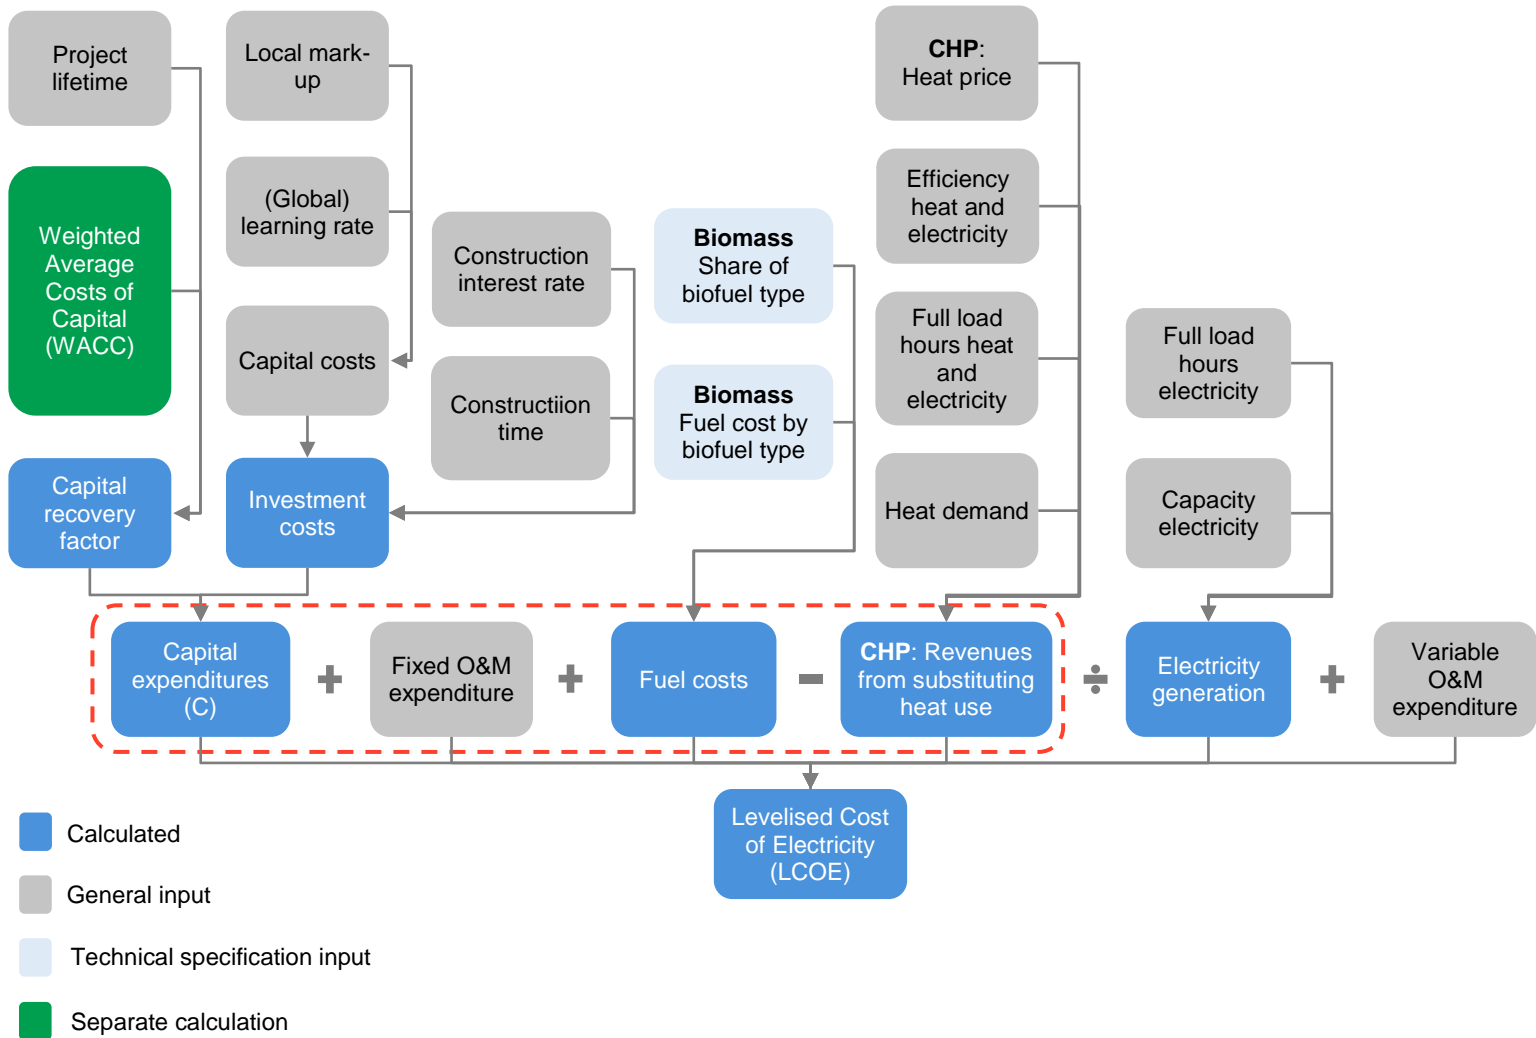 Project
lifetime
Local mark-
up
CHP:
Heat price
Weighted
Average
Costs of
Capital
(WACC)
(Global)
learning rate
Construction
interest rate
Biomass
Share of
biofuel type
Efficiency
heat and
electricity
Capital costs
Constructiion
time
Biomass
Fuel cost by
biofuel type
Full load
hours heat
and
electricity
Full load
hours
electricity
Capital
recovery
factor
Investment
costs
Heat demand
Capacity
electricity
Capital
expenditures
(C)
+
Fixed O&M
expenditure
+
Fuel costs
-
CHP: Revenues
from substituting
heat use
÷
Electricity
generation
+
Variable
O&M
expenditure
Levelised Cost
of Electricity
(LCOE)
Calculated
General input
Technical specification input
Separate calculation